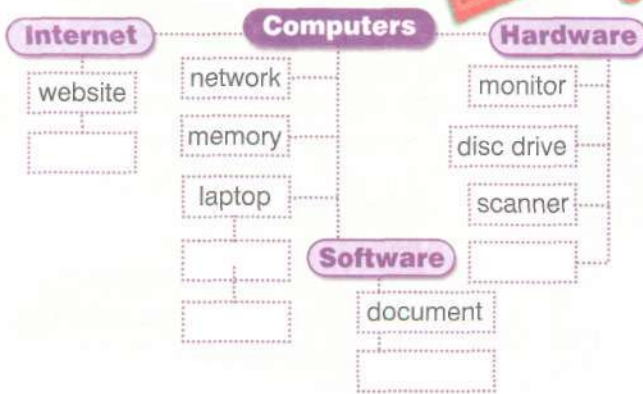 Computers
Internet
website
network
memory
laptop
Software
document
Hardware
monitor
disc drive
scanner